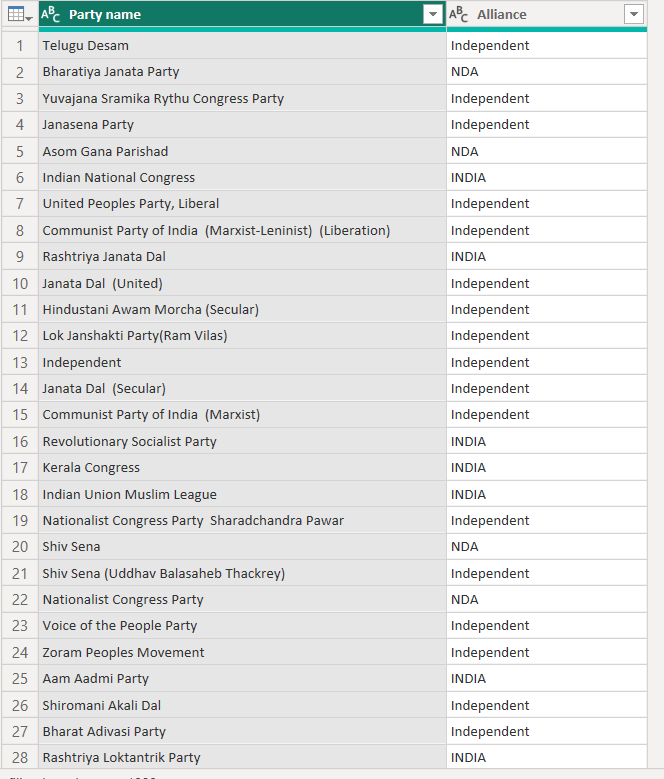 ABC Party name ABC Alliance
1 Telugu Desam Independent
2 Bharatiya Janata Party NDA
3 Yuvajana Sramika Rythu Congress Party Independent
4 Janasena Party Independent
5 Asom Gana Parishad NDA
6 Indian National Congress INDIA
7 United Peoples Party, Liberal Independent
8 Communist Party of India  (Marxist-Leninist)  (Liberation) Independent
9 Rashtriya Janata Dal INDIA
10 Janata Dal  (United) Independent
11 Hindustani Awam Morcha (Secular) Independent
12 Lok Janshakti Party(Ram Vilas) Independent
13 Independent Independent
14 Janata Dal  (Secular) Independent
15 Communist Party of India  (Marxist) Independent
16 Revolutionary Socialist Party INDIA
17 Kerala Congress INDIA
18 Indian Union Muslim League INDIA
19 Nationalist Congress Party  Sharadchandra Pawar Independent
20 Shiv Sena NDA
21 Shiv Sena (Uddhav Balasaheb Thackrey) Independent
22 Nationalist Congress Party NDA
23 Voice of the People Party Independent
24 Zoram Peoples Movement Independent
25 Aam Aadmi Party INDIA
26 Shiromani Akali Dal Independent
27 Bharat Adivasi Party Independent
28 Rashtriya Loktantrik Party INDIA